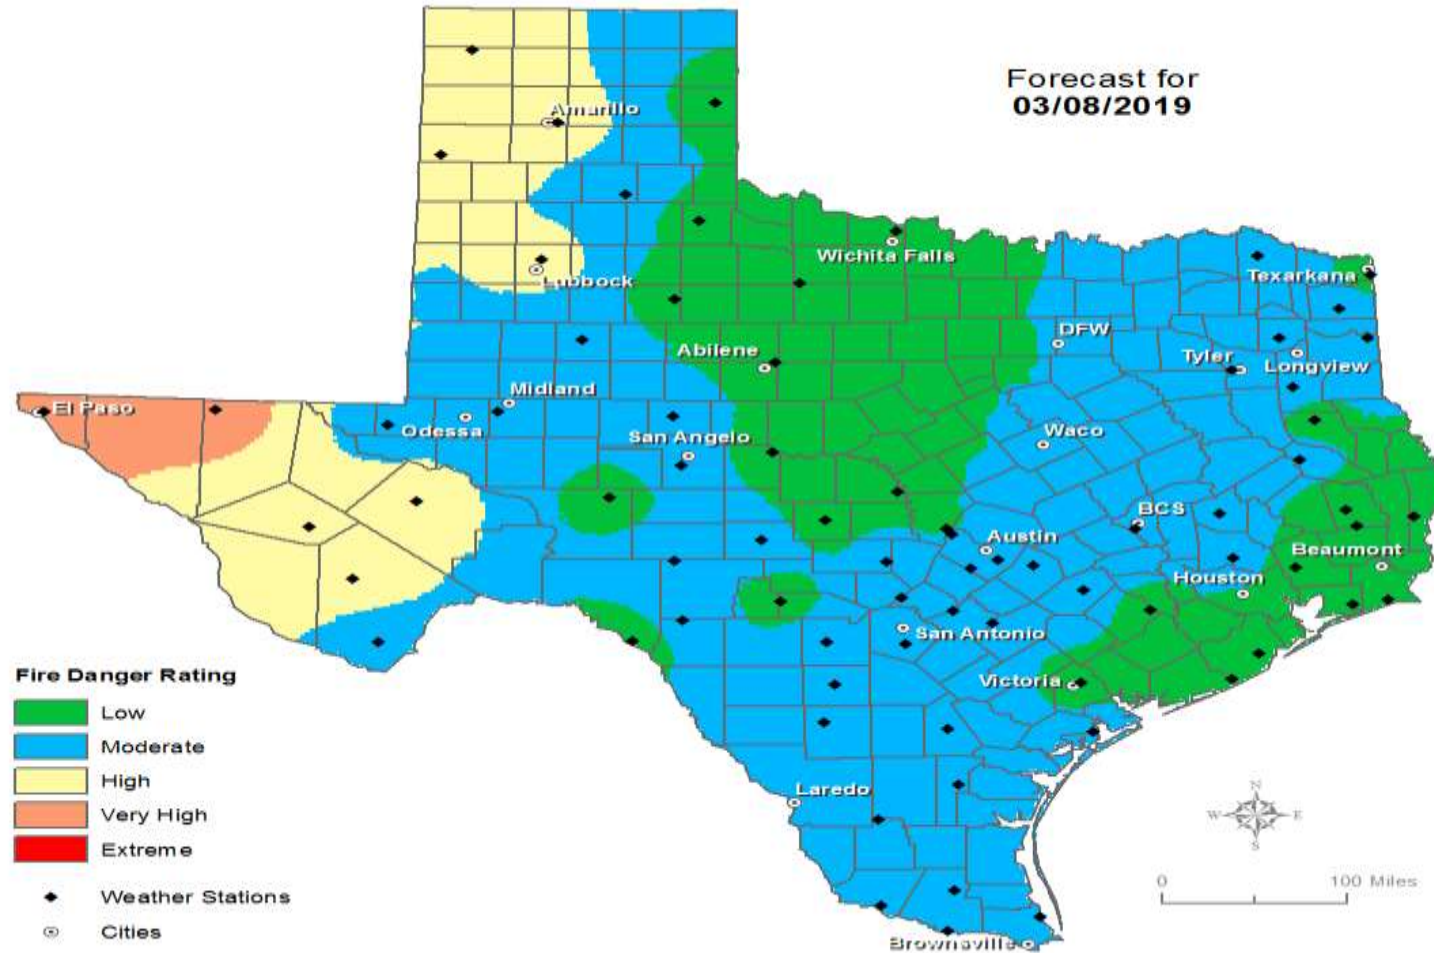 Forecast for
03/08/2019
Amarillo
Wichita Falls
Lubbock
Texarkana
DFW
Abilene
Tyler
Longview
Midland
El Paso
Odessa
San Angelo
Waco
BCS
Austin
Beaumont
Houston
San Antonio
Victoria
Laredo
Brownsville
Fire Danger Rating
Low
Moderate
High
Very High
Extreme
Weather Stations
Cities
N
W E
S
0 100 Miles